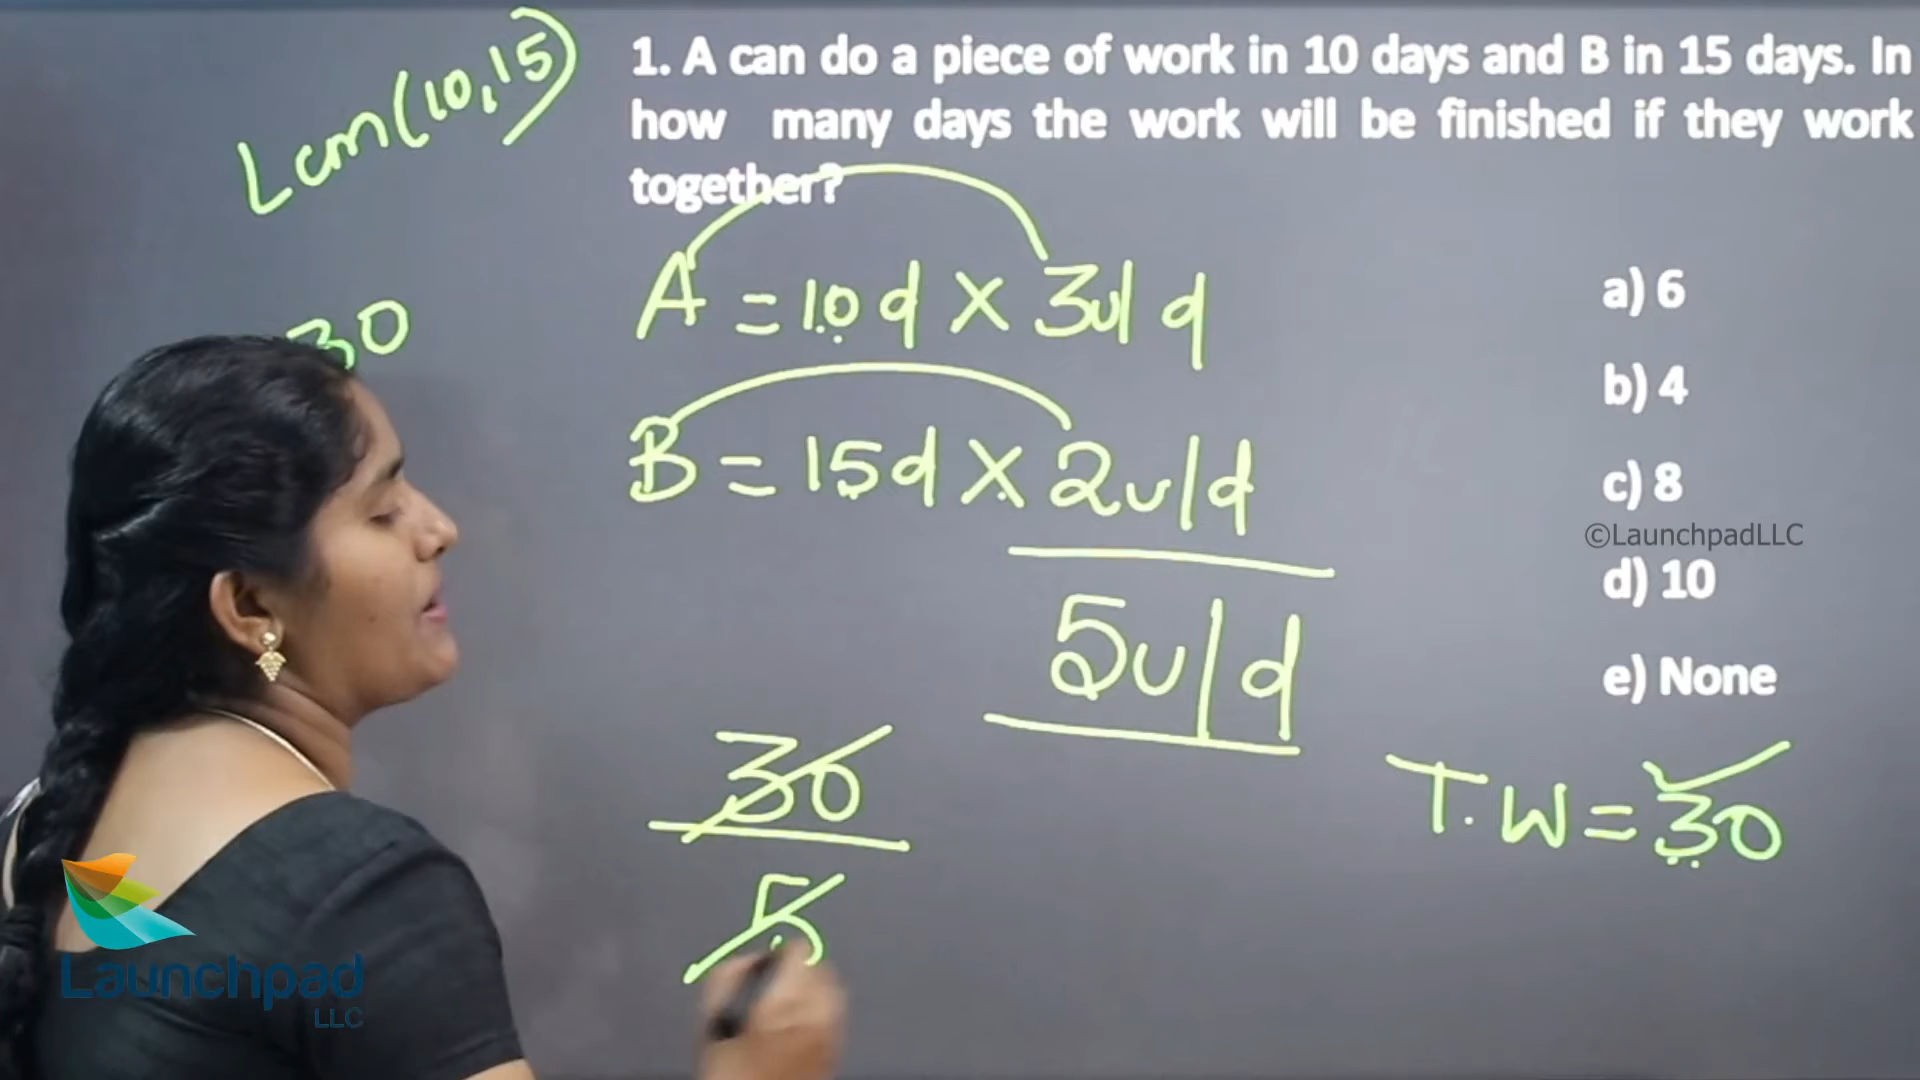 Lcm(10,15)
30
1. A can do a piece of work in 10 days and B in 15 days. In
how many days the work will be finished if they work
together?
A = 10d X 3u/d
B = 15d X 2u/d
5u/d
30
5
a) 6
b) 4
c) 8
©LaunchpadLLC
d) 10
e) None
T.W = 30
Launchpad
LLC